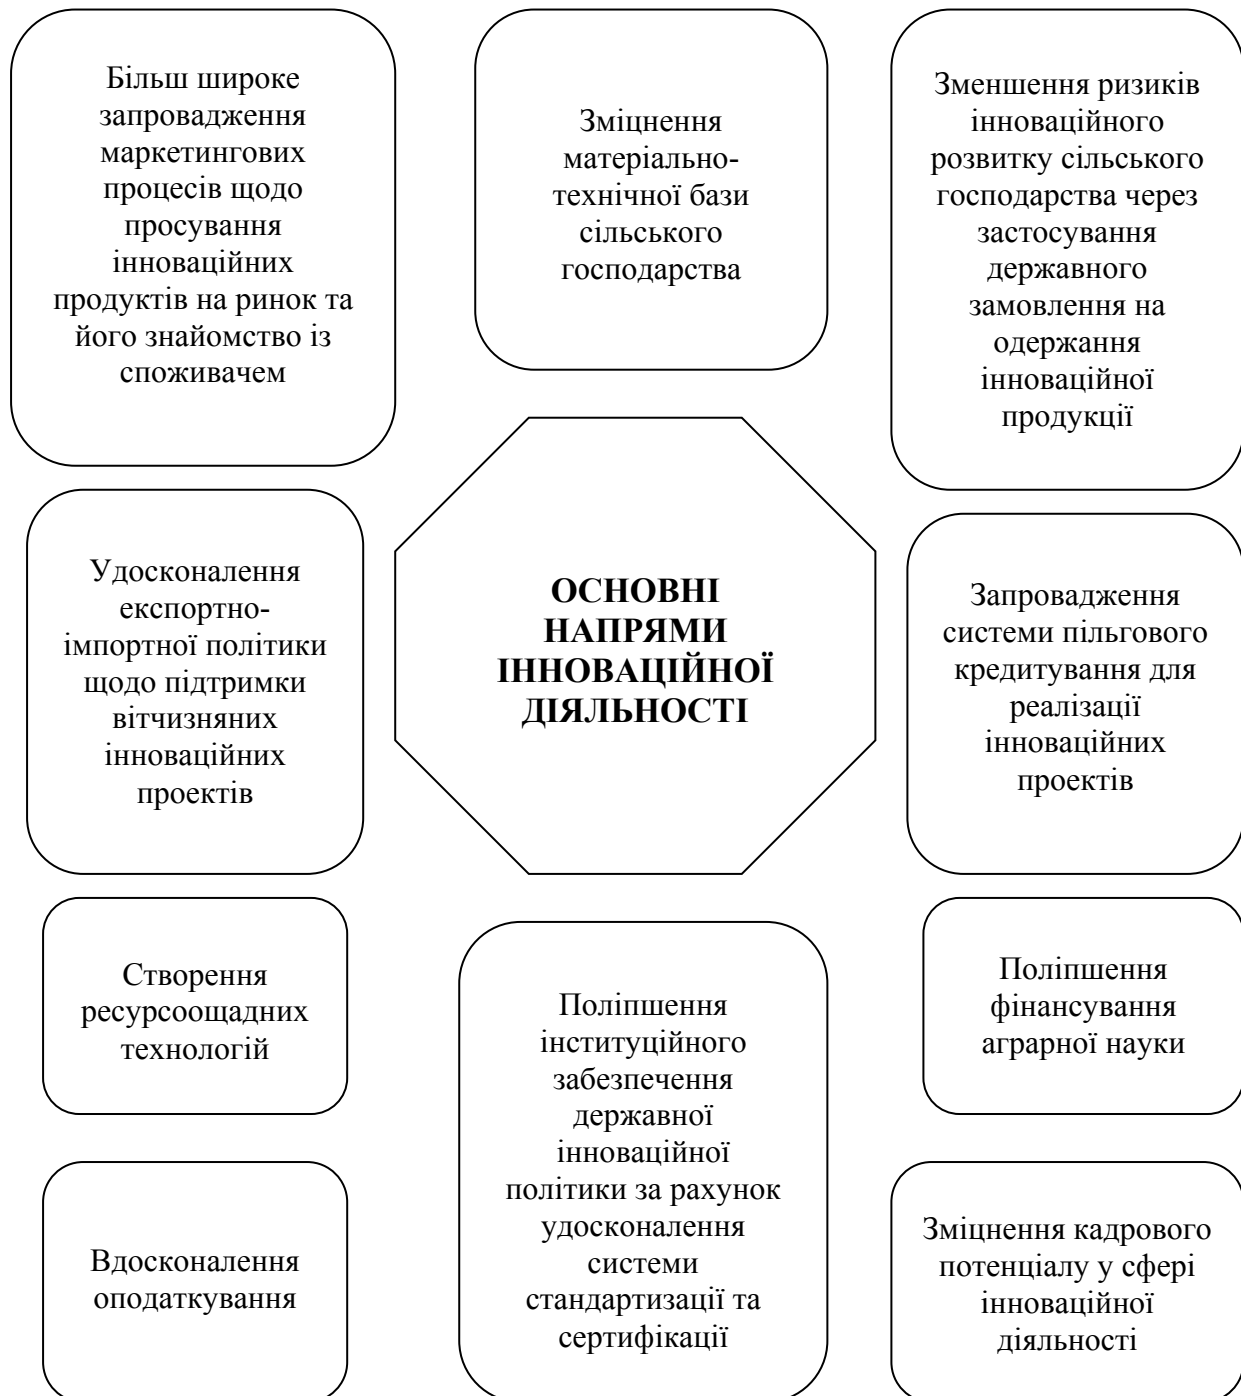 Більш широке
запровадження
маркетингових
процесів щодо
просування
інноваційних
продуктів на ринок та
його знайомство із
споживачем
Зміцнення
матеріально-
технічної бази
сільського
господарства
Зменшення ризиків
інноваційного
розвитку сільського
господарства через
застосування
державного
замовлення на
одержання
інноваційної
продукції
Удосконалення
експортно-
імпортної політики
щодо підтримки
вітчизняних
інноваційних
проектів
ОСНОВНІ
НАПРЯМИ
ІННОВАЦІЙНОЇ
ДІЯЛЬНОСТІ
Запровадження
системи пільгового
кредитування для
реалізації
інноваційних
проектів
Створення
ресурсоощадних
технологій
Поліпшення
інституційного
забезпечення
державної
інноваційної
політики за рахунок
удосконалення
системи
стандартизації та
сертифікації
Поліпшення
фінансування
аграрної науки
Вдосконалення
оподаткування
Зміцнення кадрового
потенціалу у сфері
інноваційної
діяльності